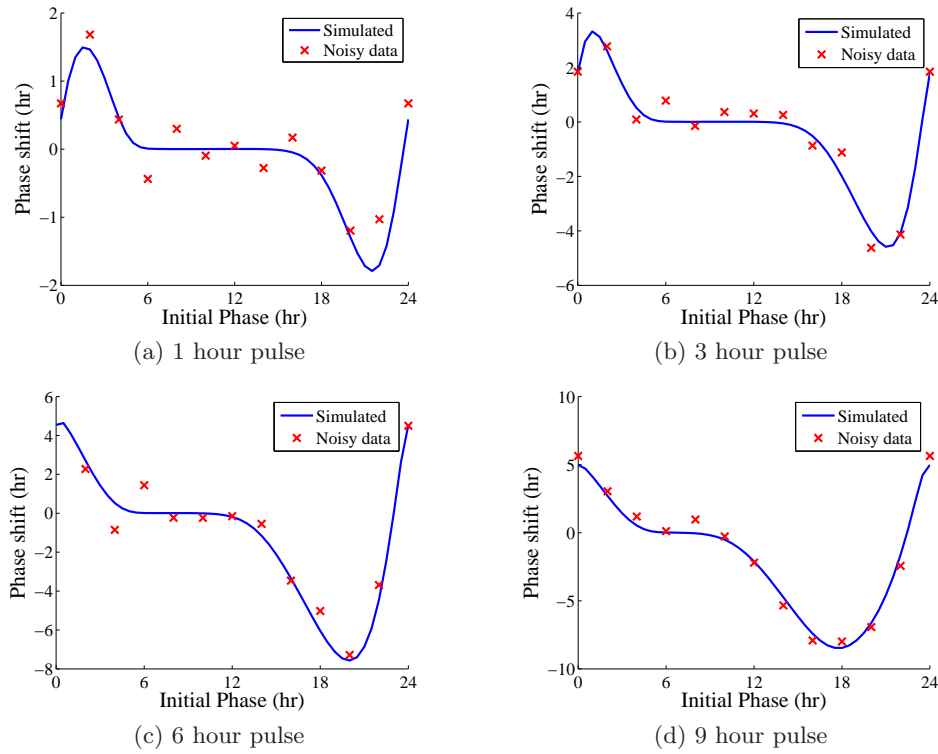 2
1
0
−1
−2
Phase shift (hr)
0
6
12
18
24
Initial Phase (hr)
Simulated
Noisy data
(a) 1 hour pulse
4
2
0
−2
−4
−6
Phase shift (hr)
0
6
12
18
24
Initial Phase (hr)
Simulated
Noisy data
(b) 3 hour pulse
6
4
2
0
−2
−4
−6
−8
Phase shift (hr)
0
6
12
18
24
Initial Phase (hr)
Simulated
Noisy data
(c) 6 hour pulse
10
5
0
−5
−10
Phase shift (hr)
0
6
12
18
24
Initial Phase (hr)
Simulated
Noisy data
(d) 9 hour pulse